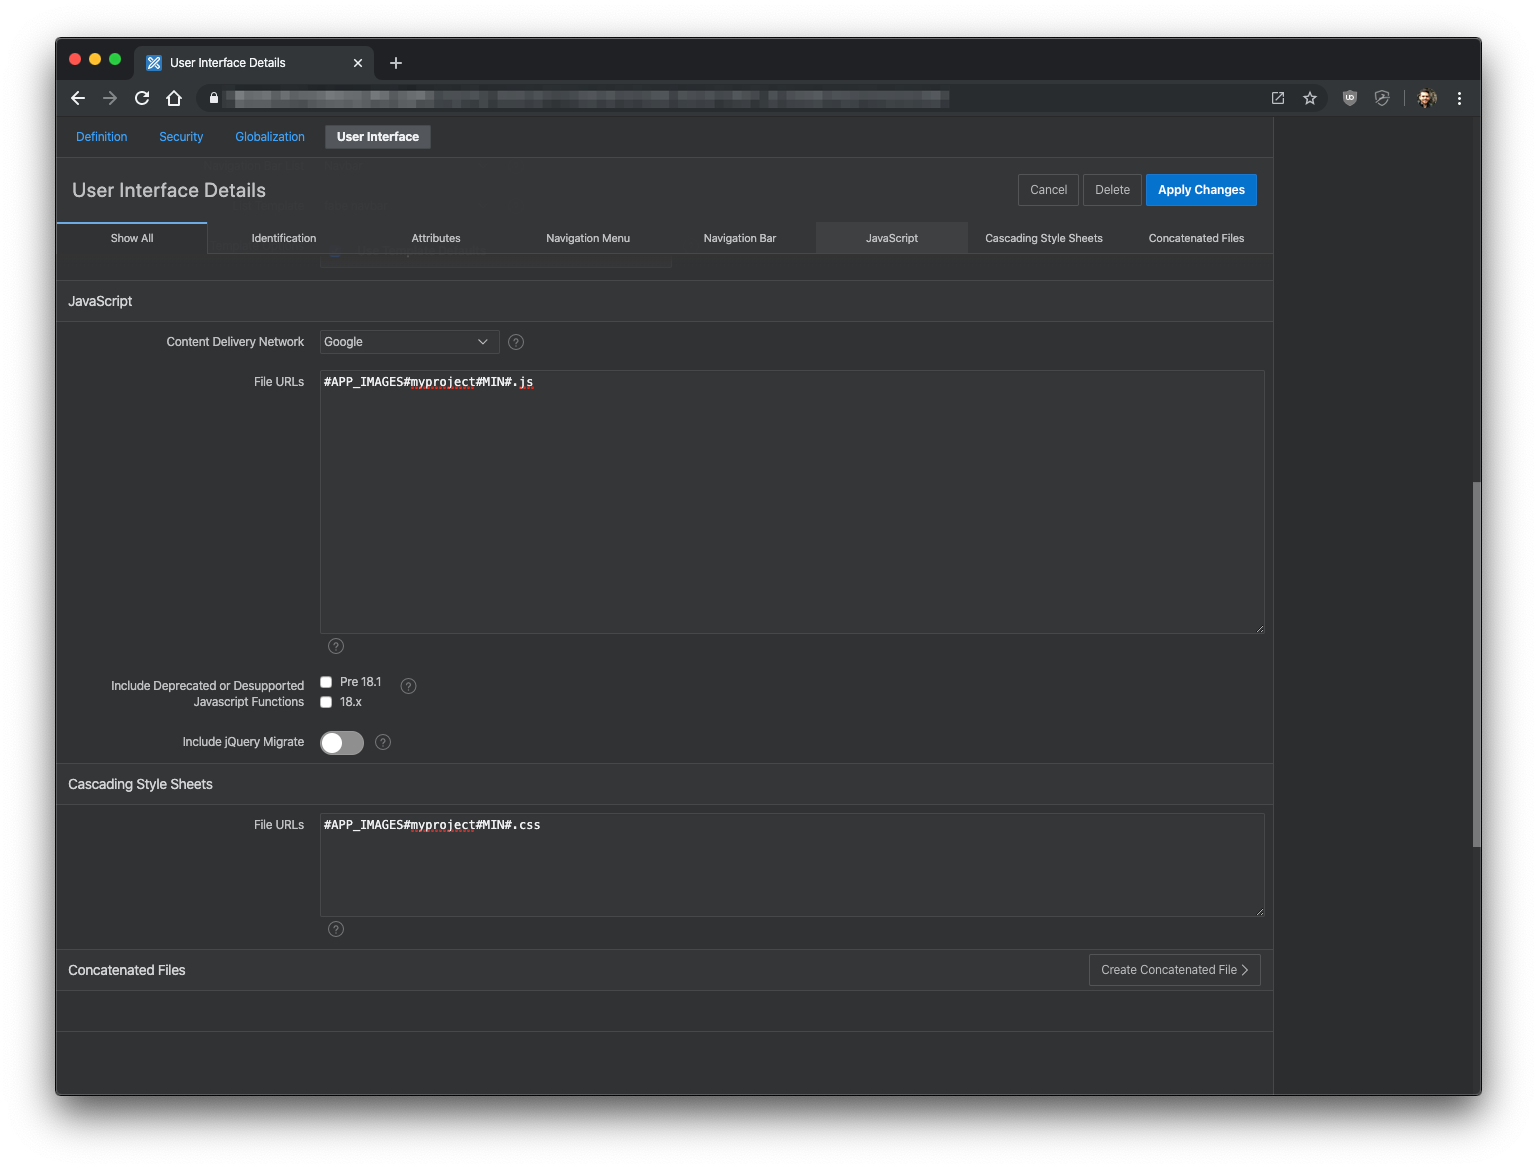 User Interface Details
Definition Security Globalization User Interface
User Interface Details
Cancel Delete Apply Changes
Show All Identification Attributes Navigation Menu Navigation Bar JavaScript Cascading Style Sheets Concatenated Files
JavaScript
Content Delivery Network Google
File URLs #APP_IMAGES#myproject#MIN#.js
Include Deprecated or Desupported
Javascript Functions
Pre 18.1
18.x
Include jQuery Migrate
Cascading Style Sheets
File URLs #APP_IMAGES#myproject#MIN#.css
Concatenated Files Create Concatenated File